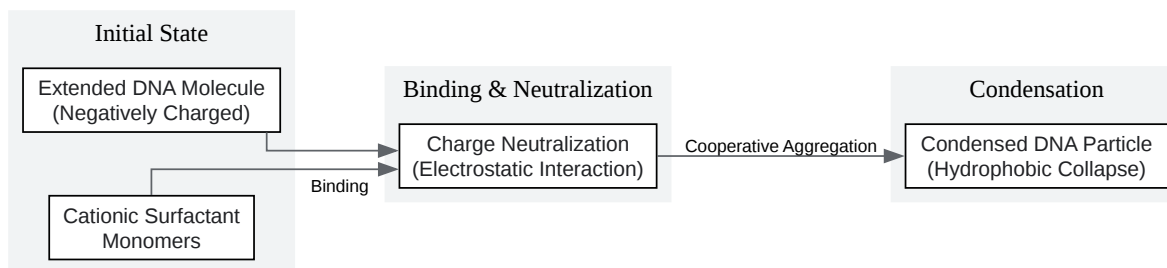 Initial State
Extended DNA Molecule
(Negatively Charged)
Cationic Surfactant
Monomers
Binding
Binding & Neutralization
Charge Neutralization
(Electrostatic Interaction)
Cooperative Aggregation
Condensation
Condensed DNA Particle
(Hydrophobic Collapse)